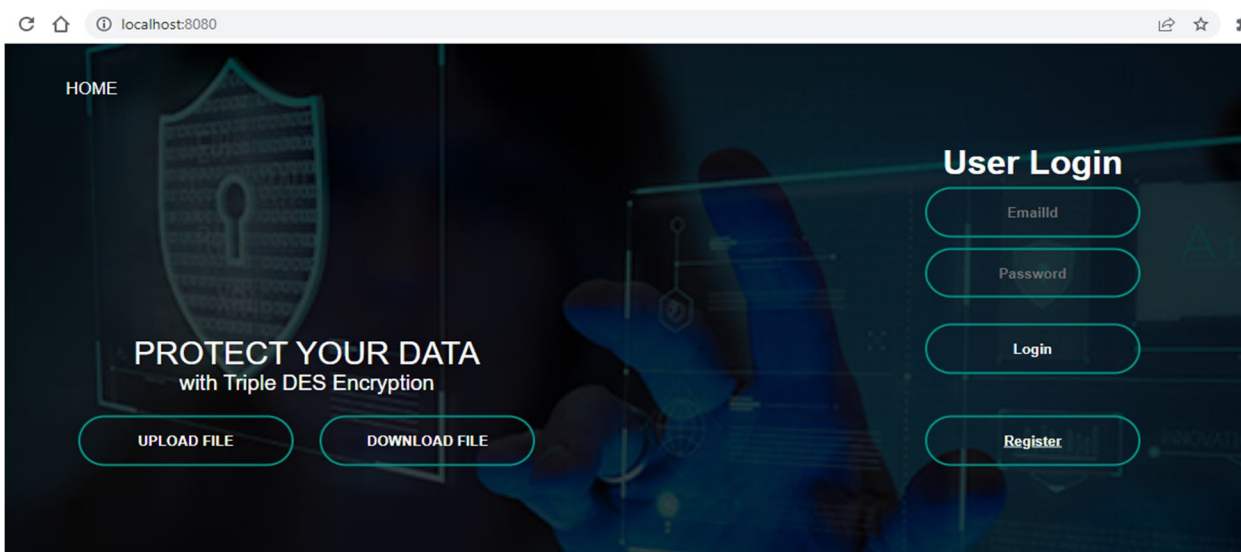 localhost:8080
HOME
User Login
EmailId
Password
Login
Register
PROTECT YOUR DATA
with Triple DES Encryption
UPLOAD FILE
DOWNLOAD FILE